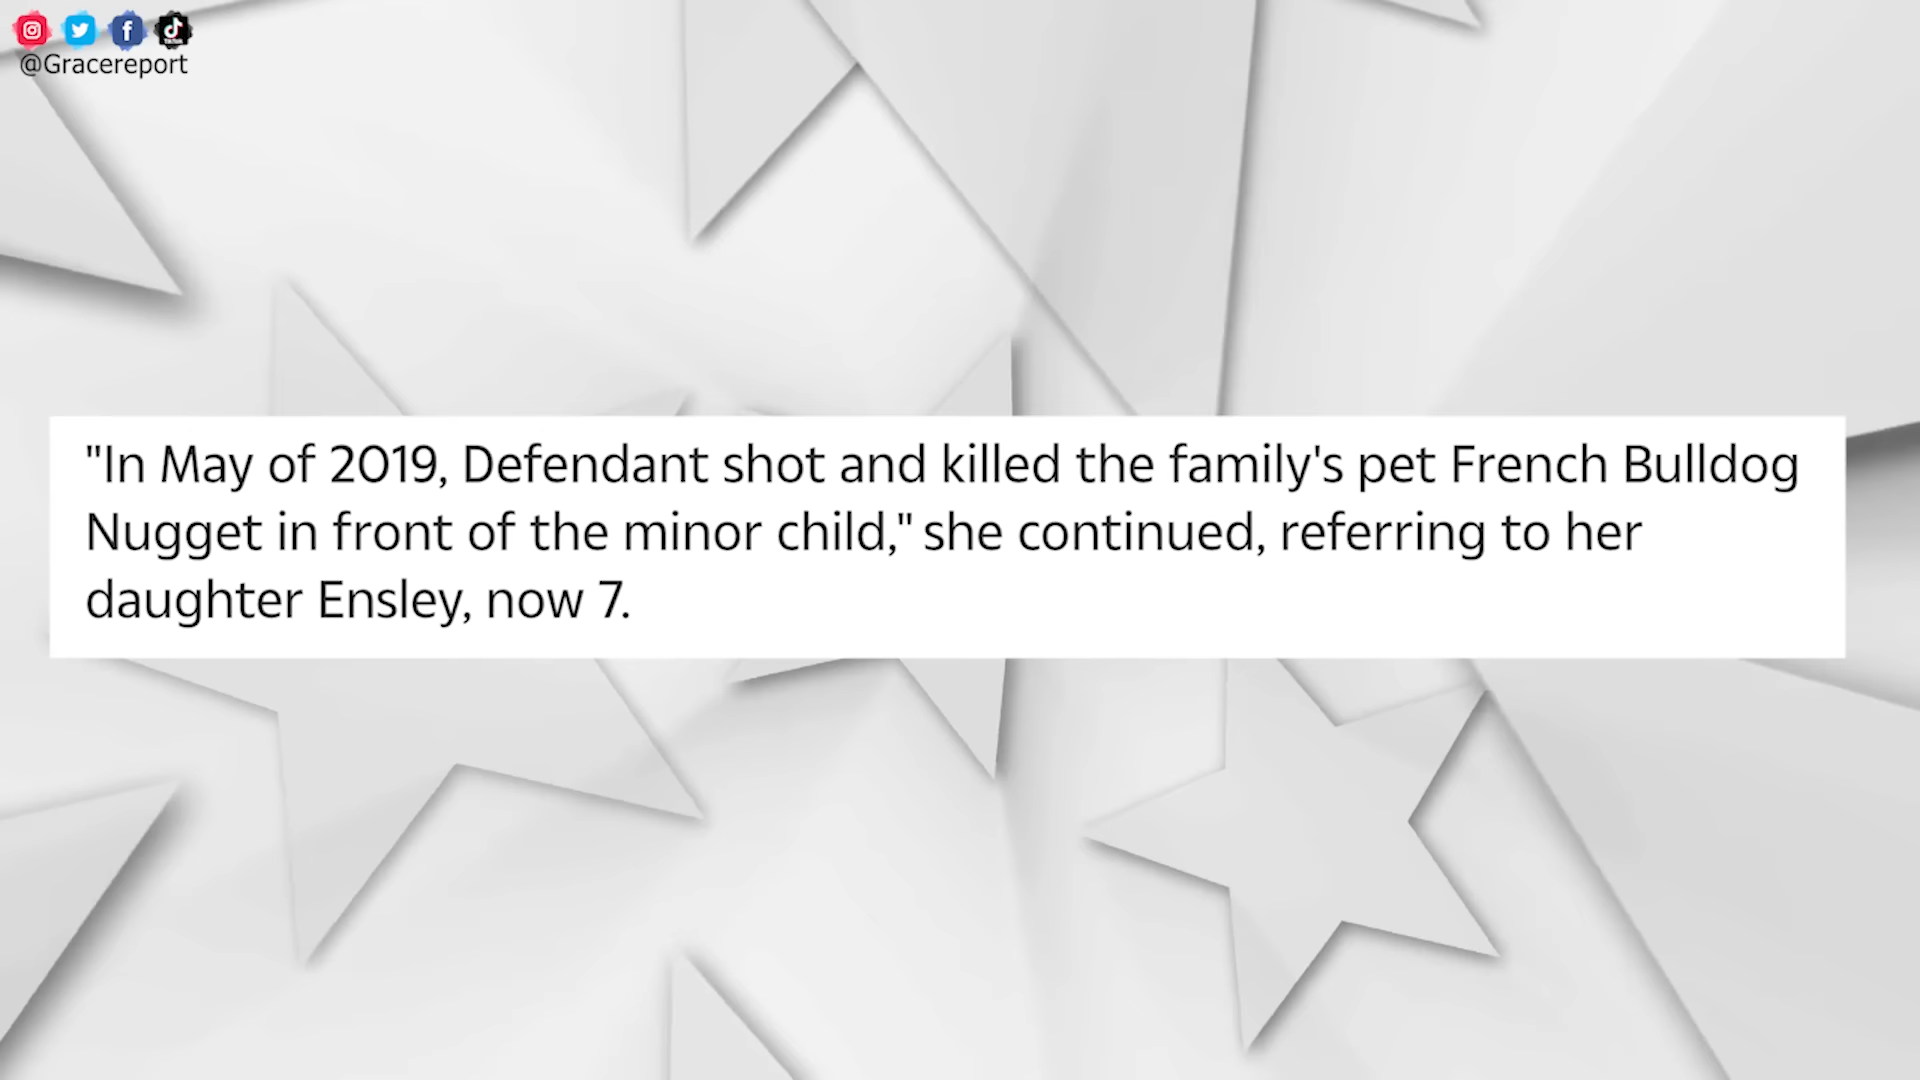 @Gracereport
"In May of 2019, Defendant shot and killed the family's pet French Bulldog
Nugget in front of the minor child," she continued, referring to her
daughter Ensley, now 7.